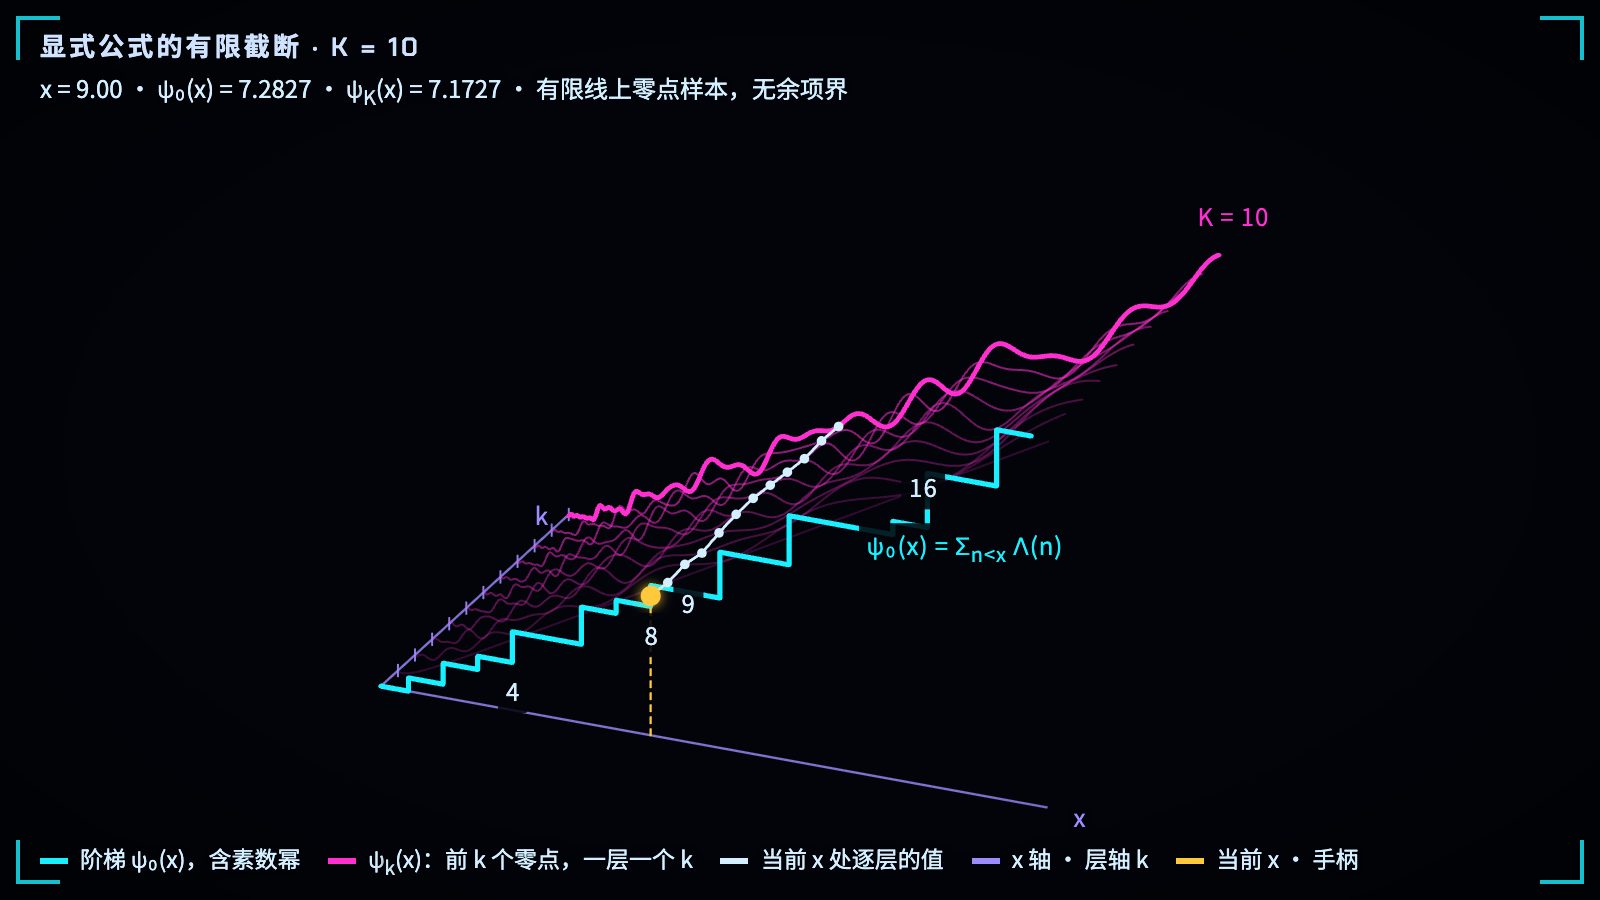 显式公式的有限截断 · K = 10
x = 9.00 • ψ₀(x) = 7.2827 • ψ_K(x) = 7.1727 • 有限线上零点样本，无余项界
K = 10
k
16
ψ₀(x) = Σ_{n<x} Λ(n)
9
8
4
x
阶梯 ψ₀(x)，含素数幂
ψ_k(x)：前 k 个零点，一层一个 k
当前 x 处逐层的值
x 轴 • 层轴 k
当前 x • 手柄